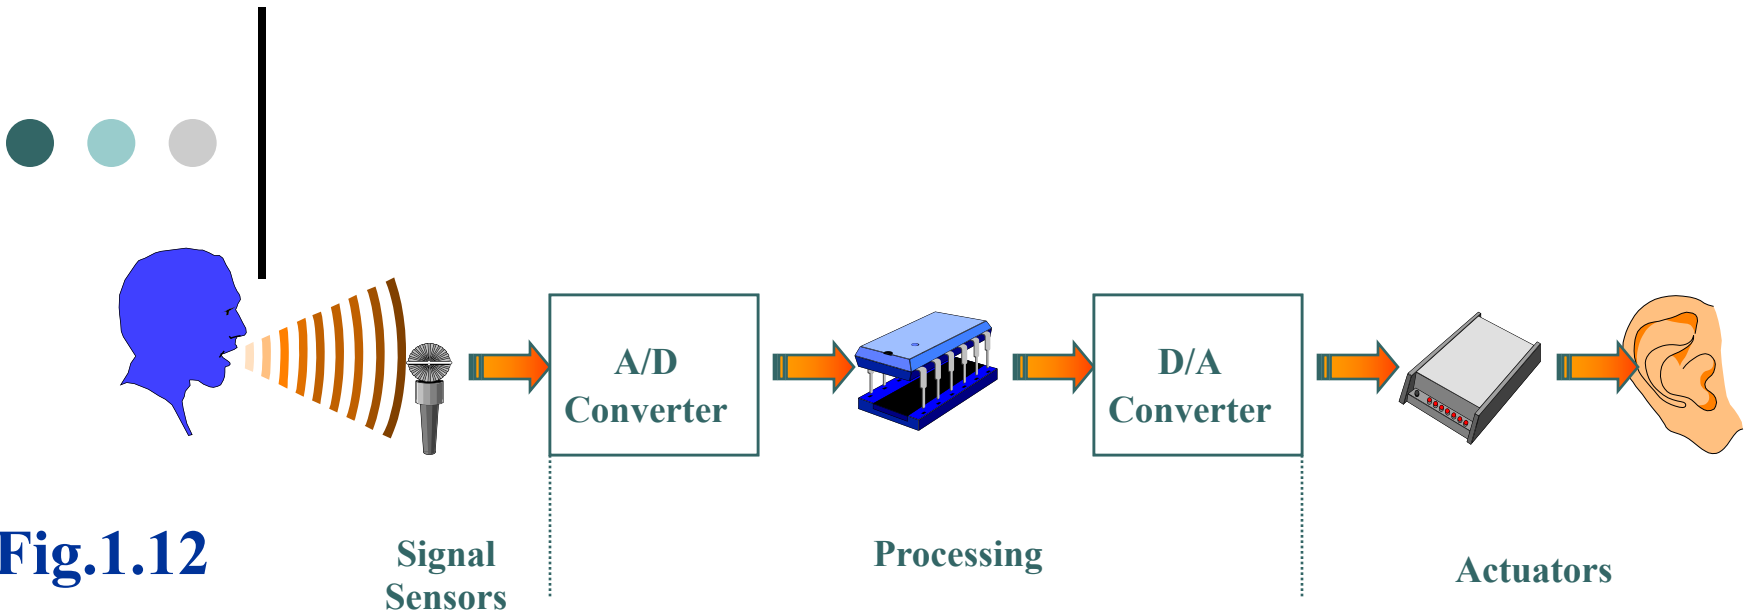 A/D
Converter
D/A
Converter
Fig.1.12
Signal
Sensors
Processing
Actuators